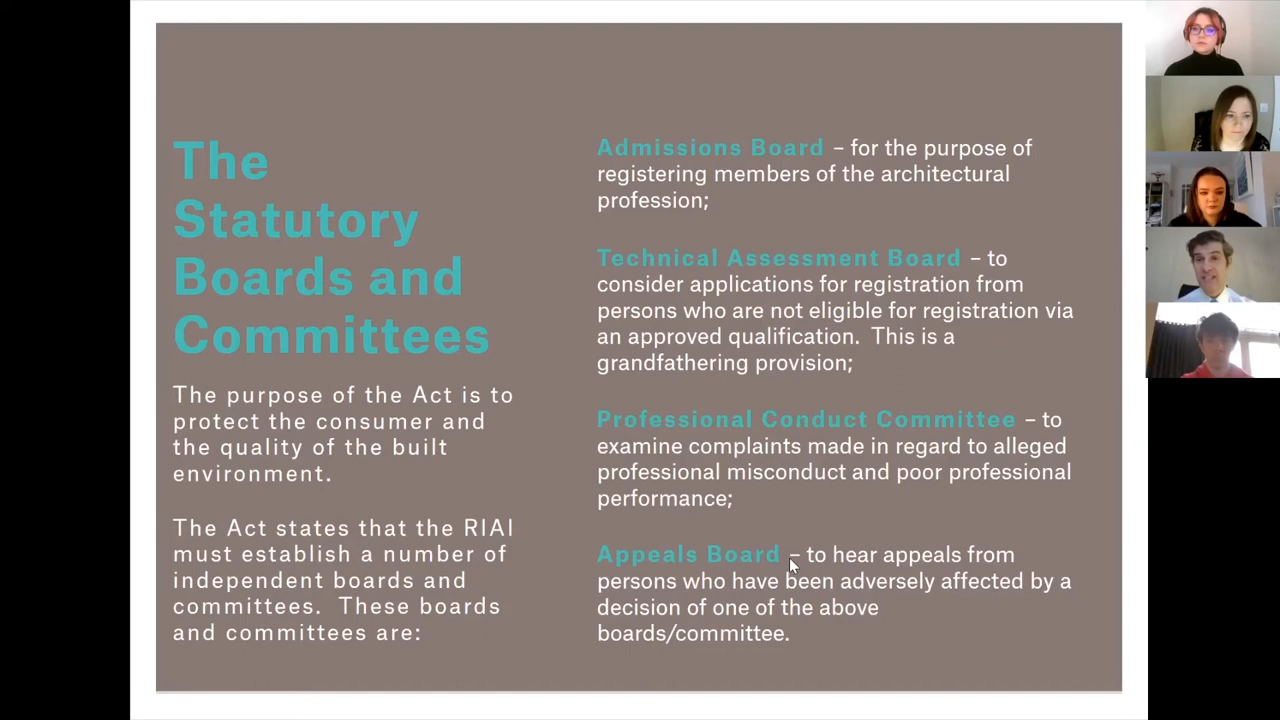 The
Statutory
Boards and
Committees
The purpose of the Act is to
protect the consumer and
the quality of the built
environment.
The Act states that the RIAI
must establish a number of
independent boards and
committees.  These boards
and committees are:
Admissions Board – for the purpose of
registering members of the architectural
profession;
Technical Assessment Board – to
consider applications for registration from
persons who are not eligible for registration via
an approved qualification.  This is a
grandfathering provision;
Professional Conduct Committee – to
examine complaints made in regard to alleged
professional misconduct and poor professional
performance;
Appeals Board – to hear appeals from
persons who have been adversely affected by a
decision of one of the above
boards/committee.